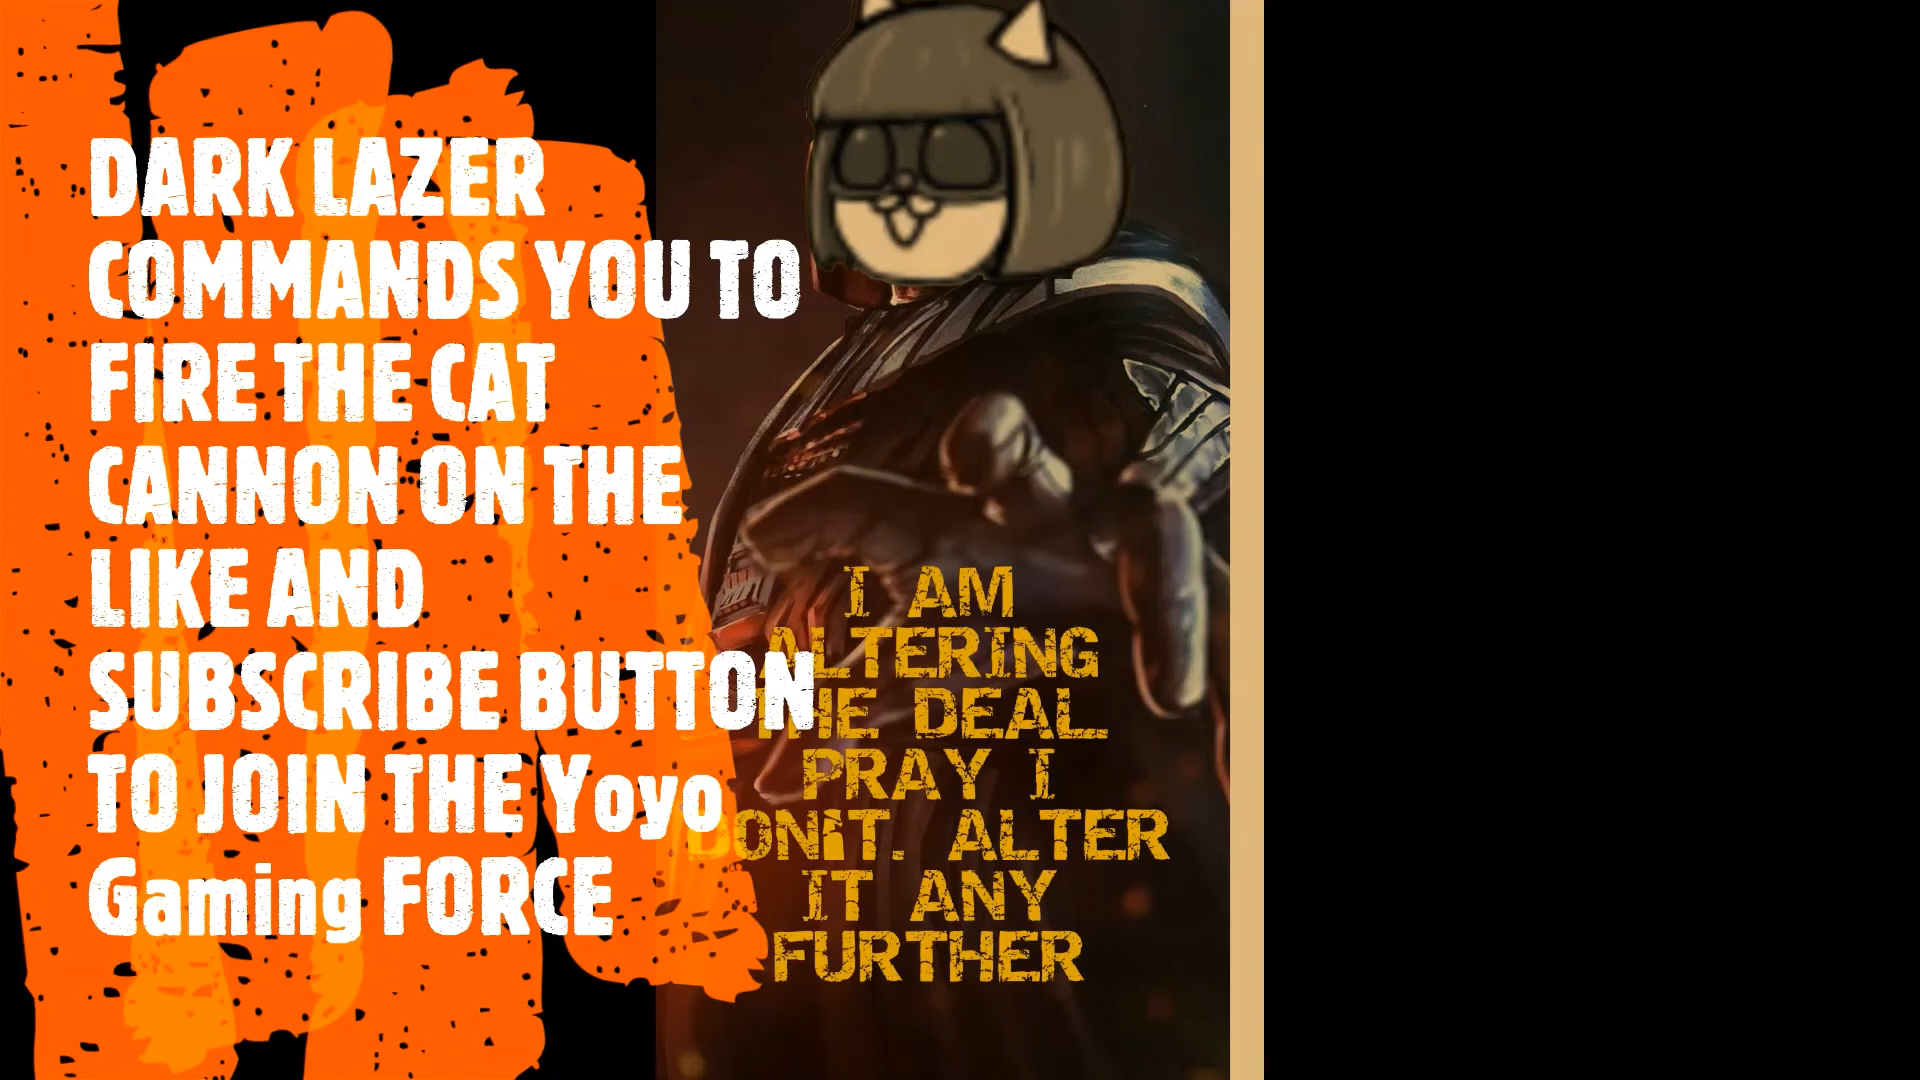 DARK LAZER
COMMANDS YOU TO
FIRE THE CAT
CANNON ON THE
LIKE AND
SUBSCRIBE BUTTON
TO JOIN THE Yoyo
Gaming FORCE
I AM
ALTERING
THE DEAL.
PRAY I
DON'T. ALTER
IT ANY
FURTHER